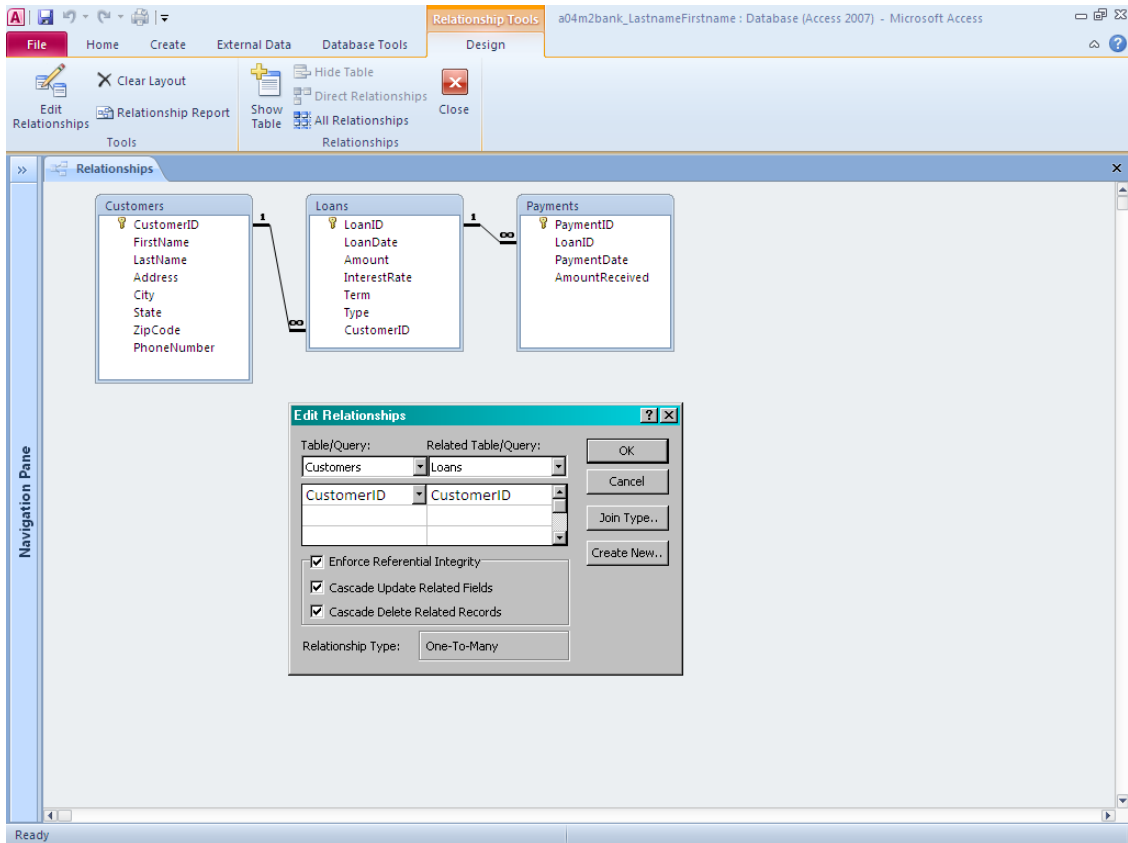 A Relationship Tools a04m2bank_LastnameFirstname : Database (Access 2007) - Microsoft Access
File Home Create External Data Database Tools Design ?
Edit Relationships
Clear Layout
Relationship Report
Tools
Show Table
Hide Table
Direct Relationships
All Relationships
Relationships
Close
» Relationships x
Navigation Pane
Customers
CustomerID
FirstName
LastName
Address
City
State
ZipCode
PhoneNumber
1
∞
Loans
LoanID
LoanDate
Amount
InterestRate
Term
Type
CustomerID
1
∞
Payments
PaymentID
LoanID
PaymentDate
AmountReceived
Edit Relationships ? X
Table/Query: Related Table/Query:
Customers Loans
CustomerID CustomerID
OK
Cancel
Join Type..
Create New..
Enforce Referential Integrity
Cascade Update Related Fields
Cascade Delete Related Records
Relationship Type: One-To-Many
Ready